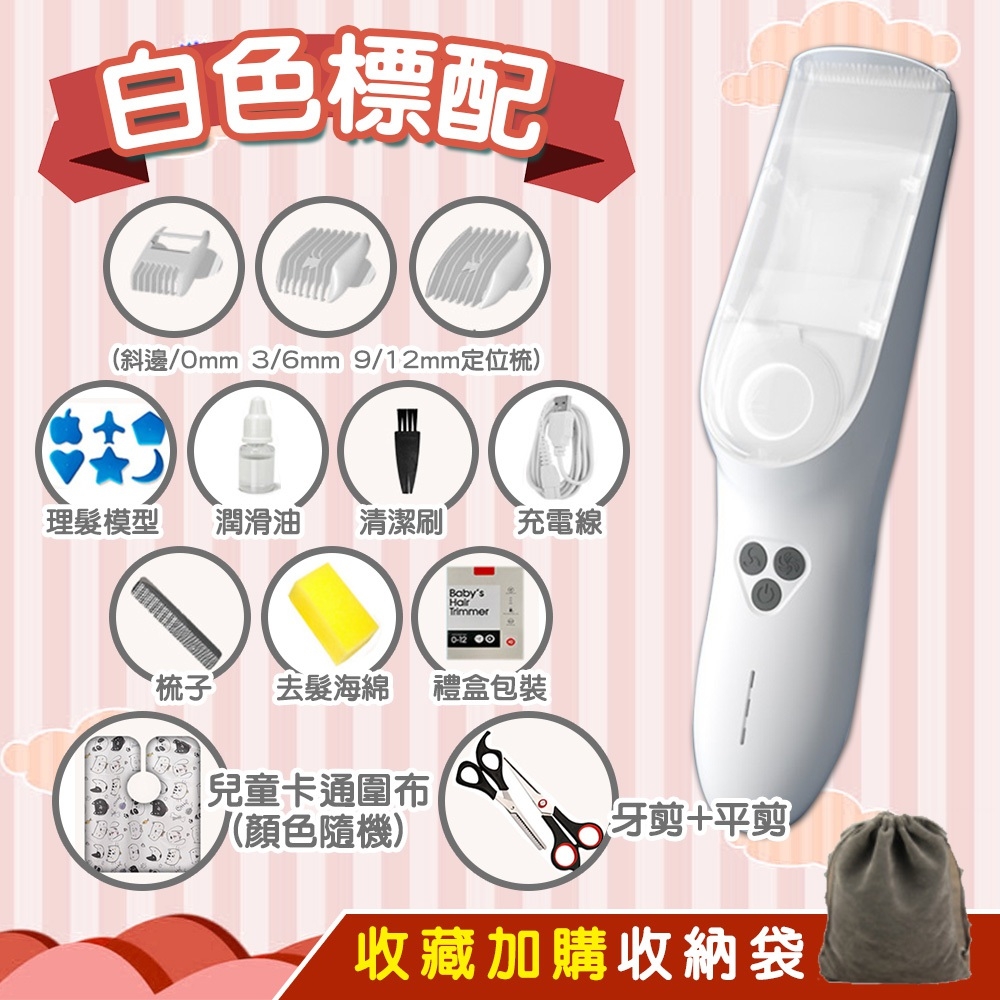 白色標配
(斜邊/0mm 3/6mm 9/12mm定位梳)
理髮模型
潤滑油
清潔刷
充電線
Baby's
Hair
Trimmer
0-12
梳子
去髮海綿
禮盒包裝
兒童卡通圍布
(顏色隨機)
牙剪+平剪
收藏加購收納袋